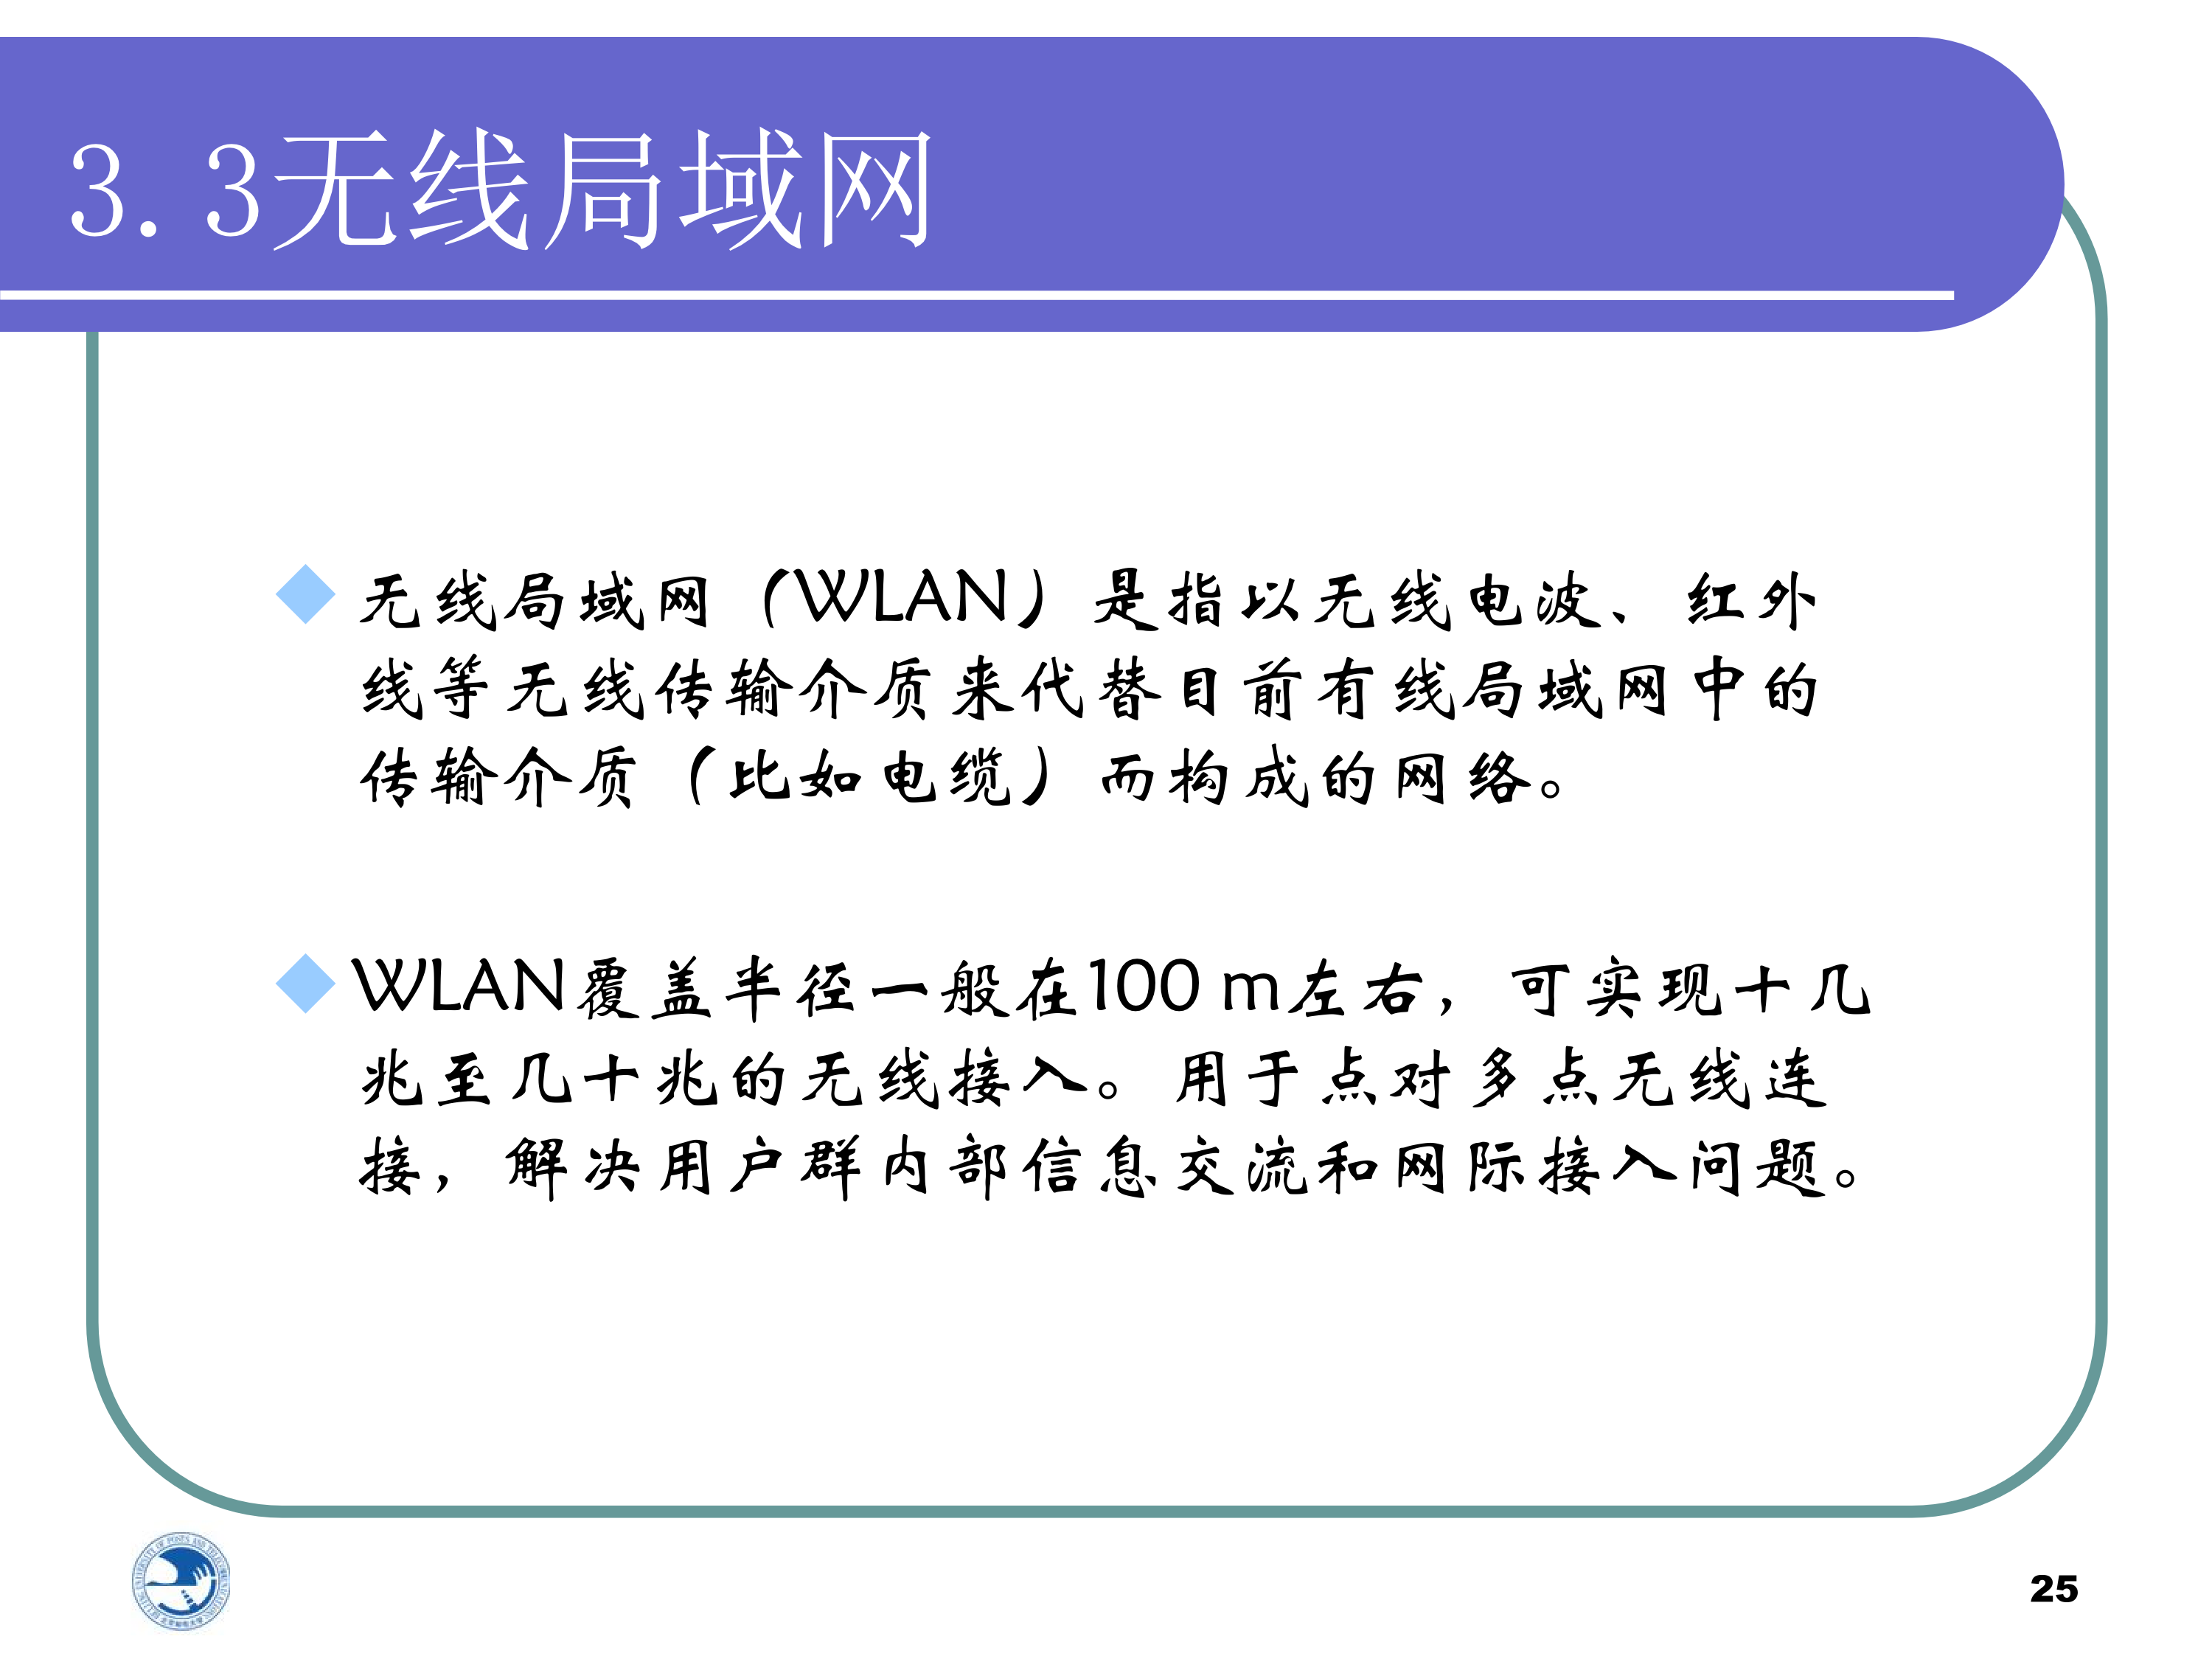 3.3无线局域网
无线局域网（WLAN）是指以无线电波、红外
线等无线传输介质来代替目前有线局域网中的
传输介质（比如电缆）而构成的网络。
WLAN覆盖半径一般在100m左右，可实现十几
兆至几十兆的无线接入。用于点对多点无线连
接，解决用户群内部信息交流和网际接入问题。
25